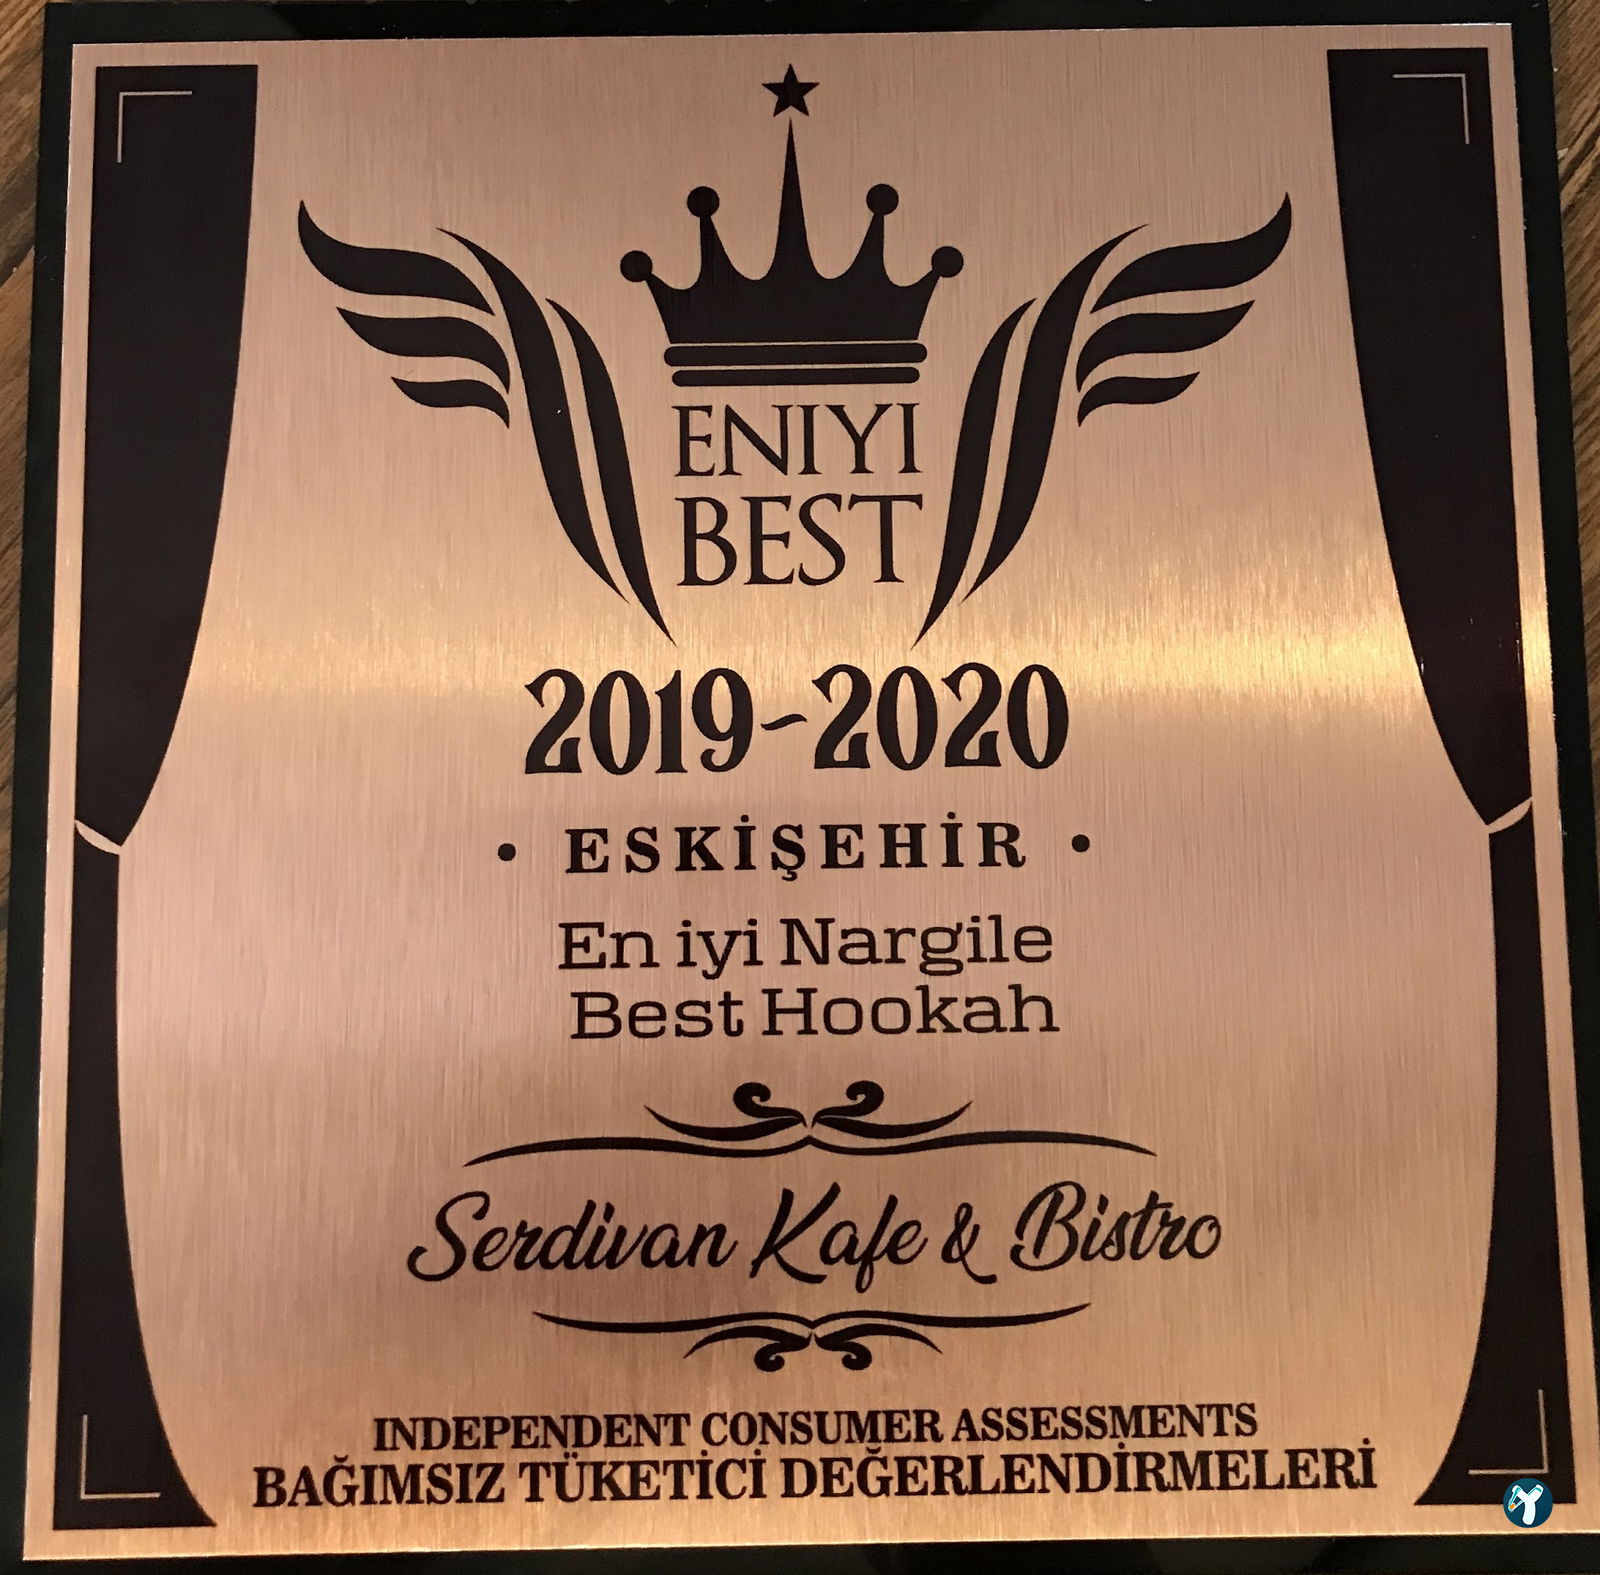 ENIYI
BEST
2019-2020
• ESKİŞEHİR •
En iyi Nargile
Best Hookah
Serdivan Kafe & Bistro
INDEPENDENT CONSUMER ASSESSMENTS
BAĞIMSIZ TÜKETİCİ DEĞERLENDİRMELERİ